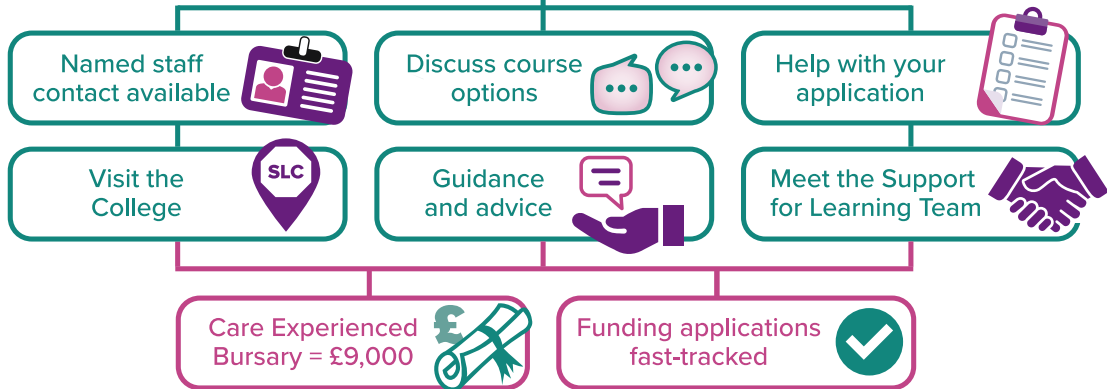 Named staff
contact available
Discuss course
options
Help with your
application
Visit the
College
SLC
Guidance
and advice
Meet the Support
for Learning Team
Care Experienced
Bursary = £9,000
£
Funding applications
fast-tracked